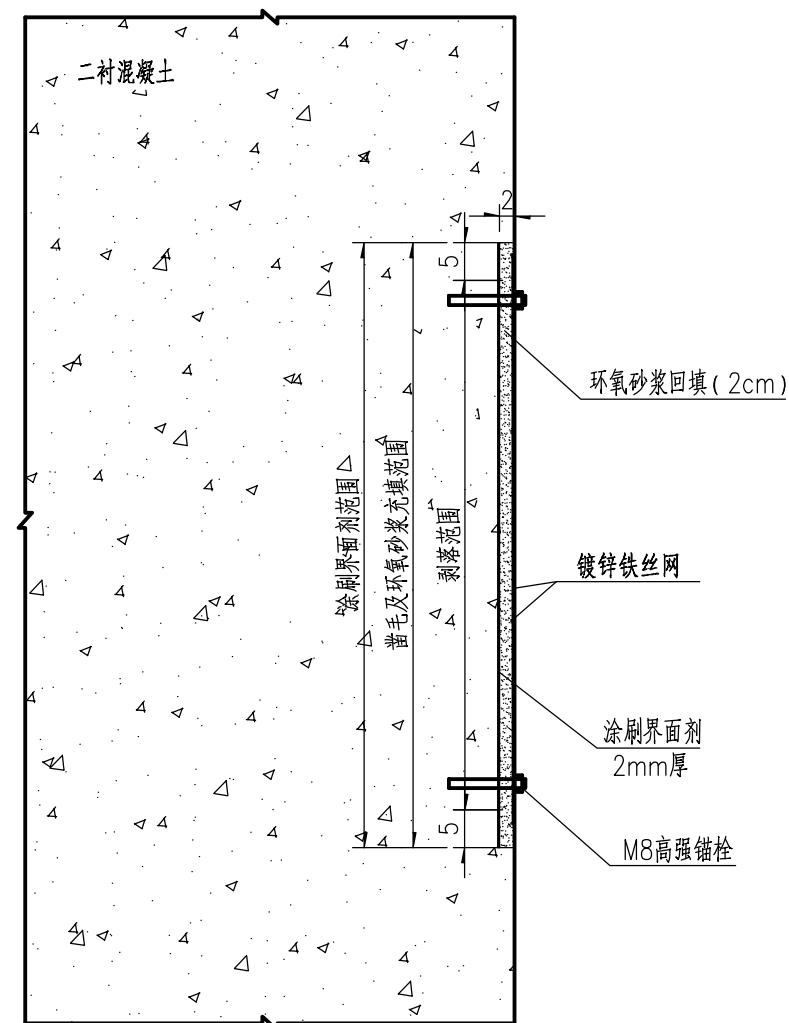 二衬混凝土
2
5
环氧砂浆回填(2cm)
涂刷界面剂范围
凿毛及环氧砂浆充填范围
剥落范围
镀锌铁丝网
涂刷界面剂
2mm厚
5
M8高强锚栓